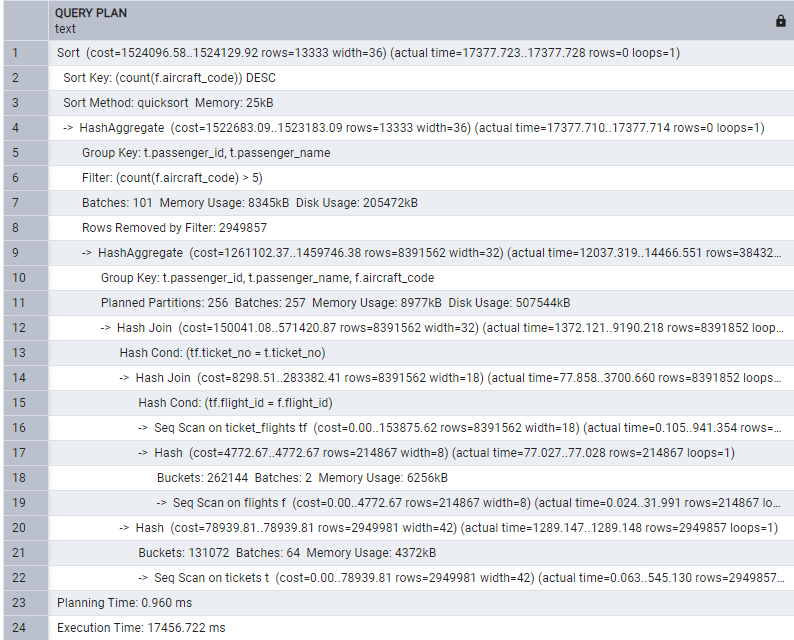 QUERY PLAN
text
1 Sort (cost=1524096.58..1524129.92 rows=13333 width=36) (actual time=17377.723..17377.728 rows=0 loops=1)
2 Sort Key: (count(f.aircraft_code)) DESC
3 Sort Method: quicksort Memory: 25kB
4 -> HashAggregate (cost=1522683.09..1523183.09 rows=13333 width=36) (actual time=17377.710..17377.714 rows=0 loops=1)
5 Group Key: t.passenger_id, t.passenger_name
6 Filter: (count(f.aircraft_code) > 5)
7 Batches: 101 Memory Usage: 8345kB Disk Usage: 205472kB
8 Rows Removed by Filter: 2949857
9 -> HashAggregate (cost=1261102.37..1459746.38 rows=8391562 width=32) (actual time=12037.319..14466.551 rows=38432...
10 Group Key: t.passenger_id, t.passenger_name, f.aircraft_code
11 Planned Partitions: 256 Batches: 257 Memory Usage: 8977kB Disk Usage: 507544kB
12 -> Hash Join (cost=150041.08..571420.87 rows=8391562 width=32) (actual time=1372.121..9190.218 rows=8391852 loop...
13 Hash Cond: (tf.ticket_no = t.ticket_no)
14 -> Hash Join (cost=8298.51..283382.41 rows=8391562 width=18) (actual time=77.858..3700.660 rows=8391852 loops...
15 Hash Cond: (tf.flight_id = f.flight_id)
16 -> Seq Scan on ticket_flights tf (cost=0.00..153875.62 rows=8391562 width=18) (actual time=0.105..941.354 rows=...
17 -> Hash (cost=4772.67..4772.67 rows=214867 width=8) (actual time=77.027..77.028 rows=214867 loops=1)
18 Buckets: 262144 Batches: 2 Memory Usage: 6256kB
19 -> Seq Scan on flights f (cost=0.00..4772.67 rows=214867 width=8) (actual time=0.024..31.991 rows=214867 lo...
20 -> Hash (cost=78939.81..78939.81 rows=2949981 width=42) (actual time=1289.147..1289.148 rows=2949857 loops=1)
21 Buckets: 131072 Batches: 64 Memory Usage: 4372kB
22 -> Seq Scan on tickets t (cost=0.00..78939.81 rows=2949981 width=42) (actual time=0.063..545.130 rows=2949857...
23 Planning Time: 0.960 ms
24 Execution Time: 17456.722 ms